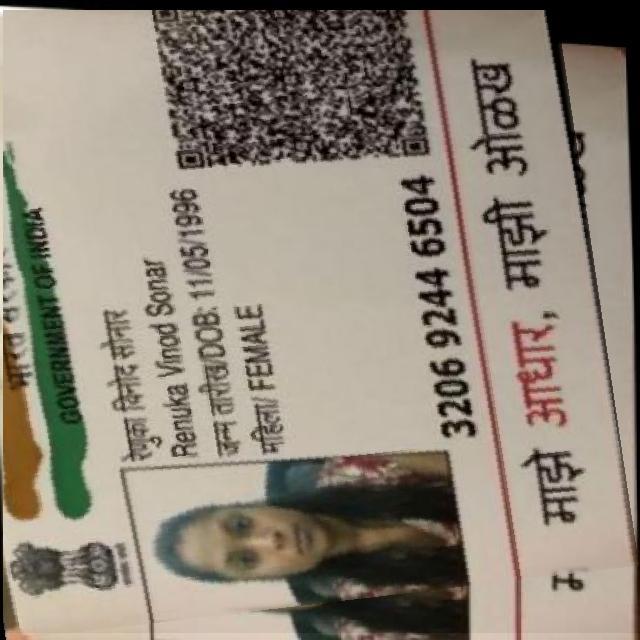 भारत सरकार
GOVERNMENT OF INDIA
रेणुका विनोद सोनार
Renuka Vinod Sonar
जन्म तारीख/DOB: 11/05/1996
महिला/ FEMALE
3206 9244 6504
माझे आधार, माझी ओळख